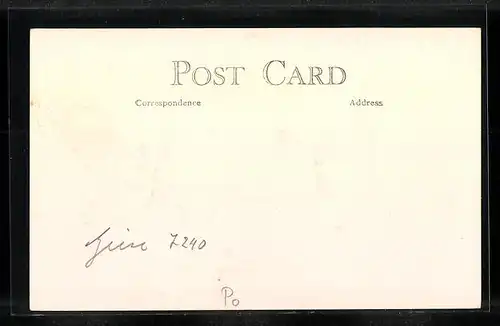 POST CARD
Correspondence Address
7240
Po